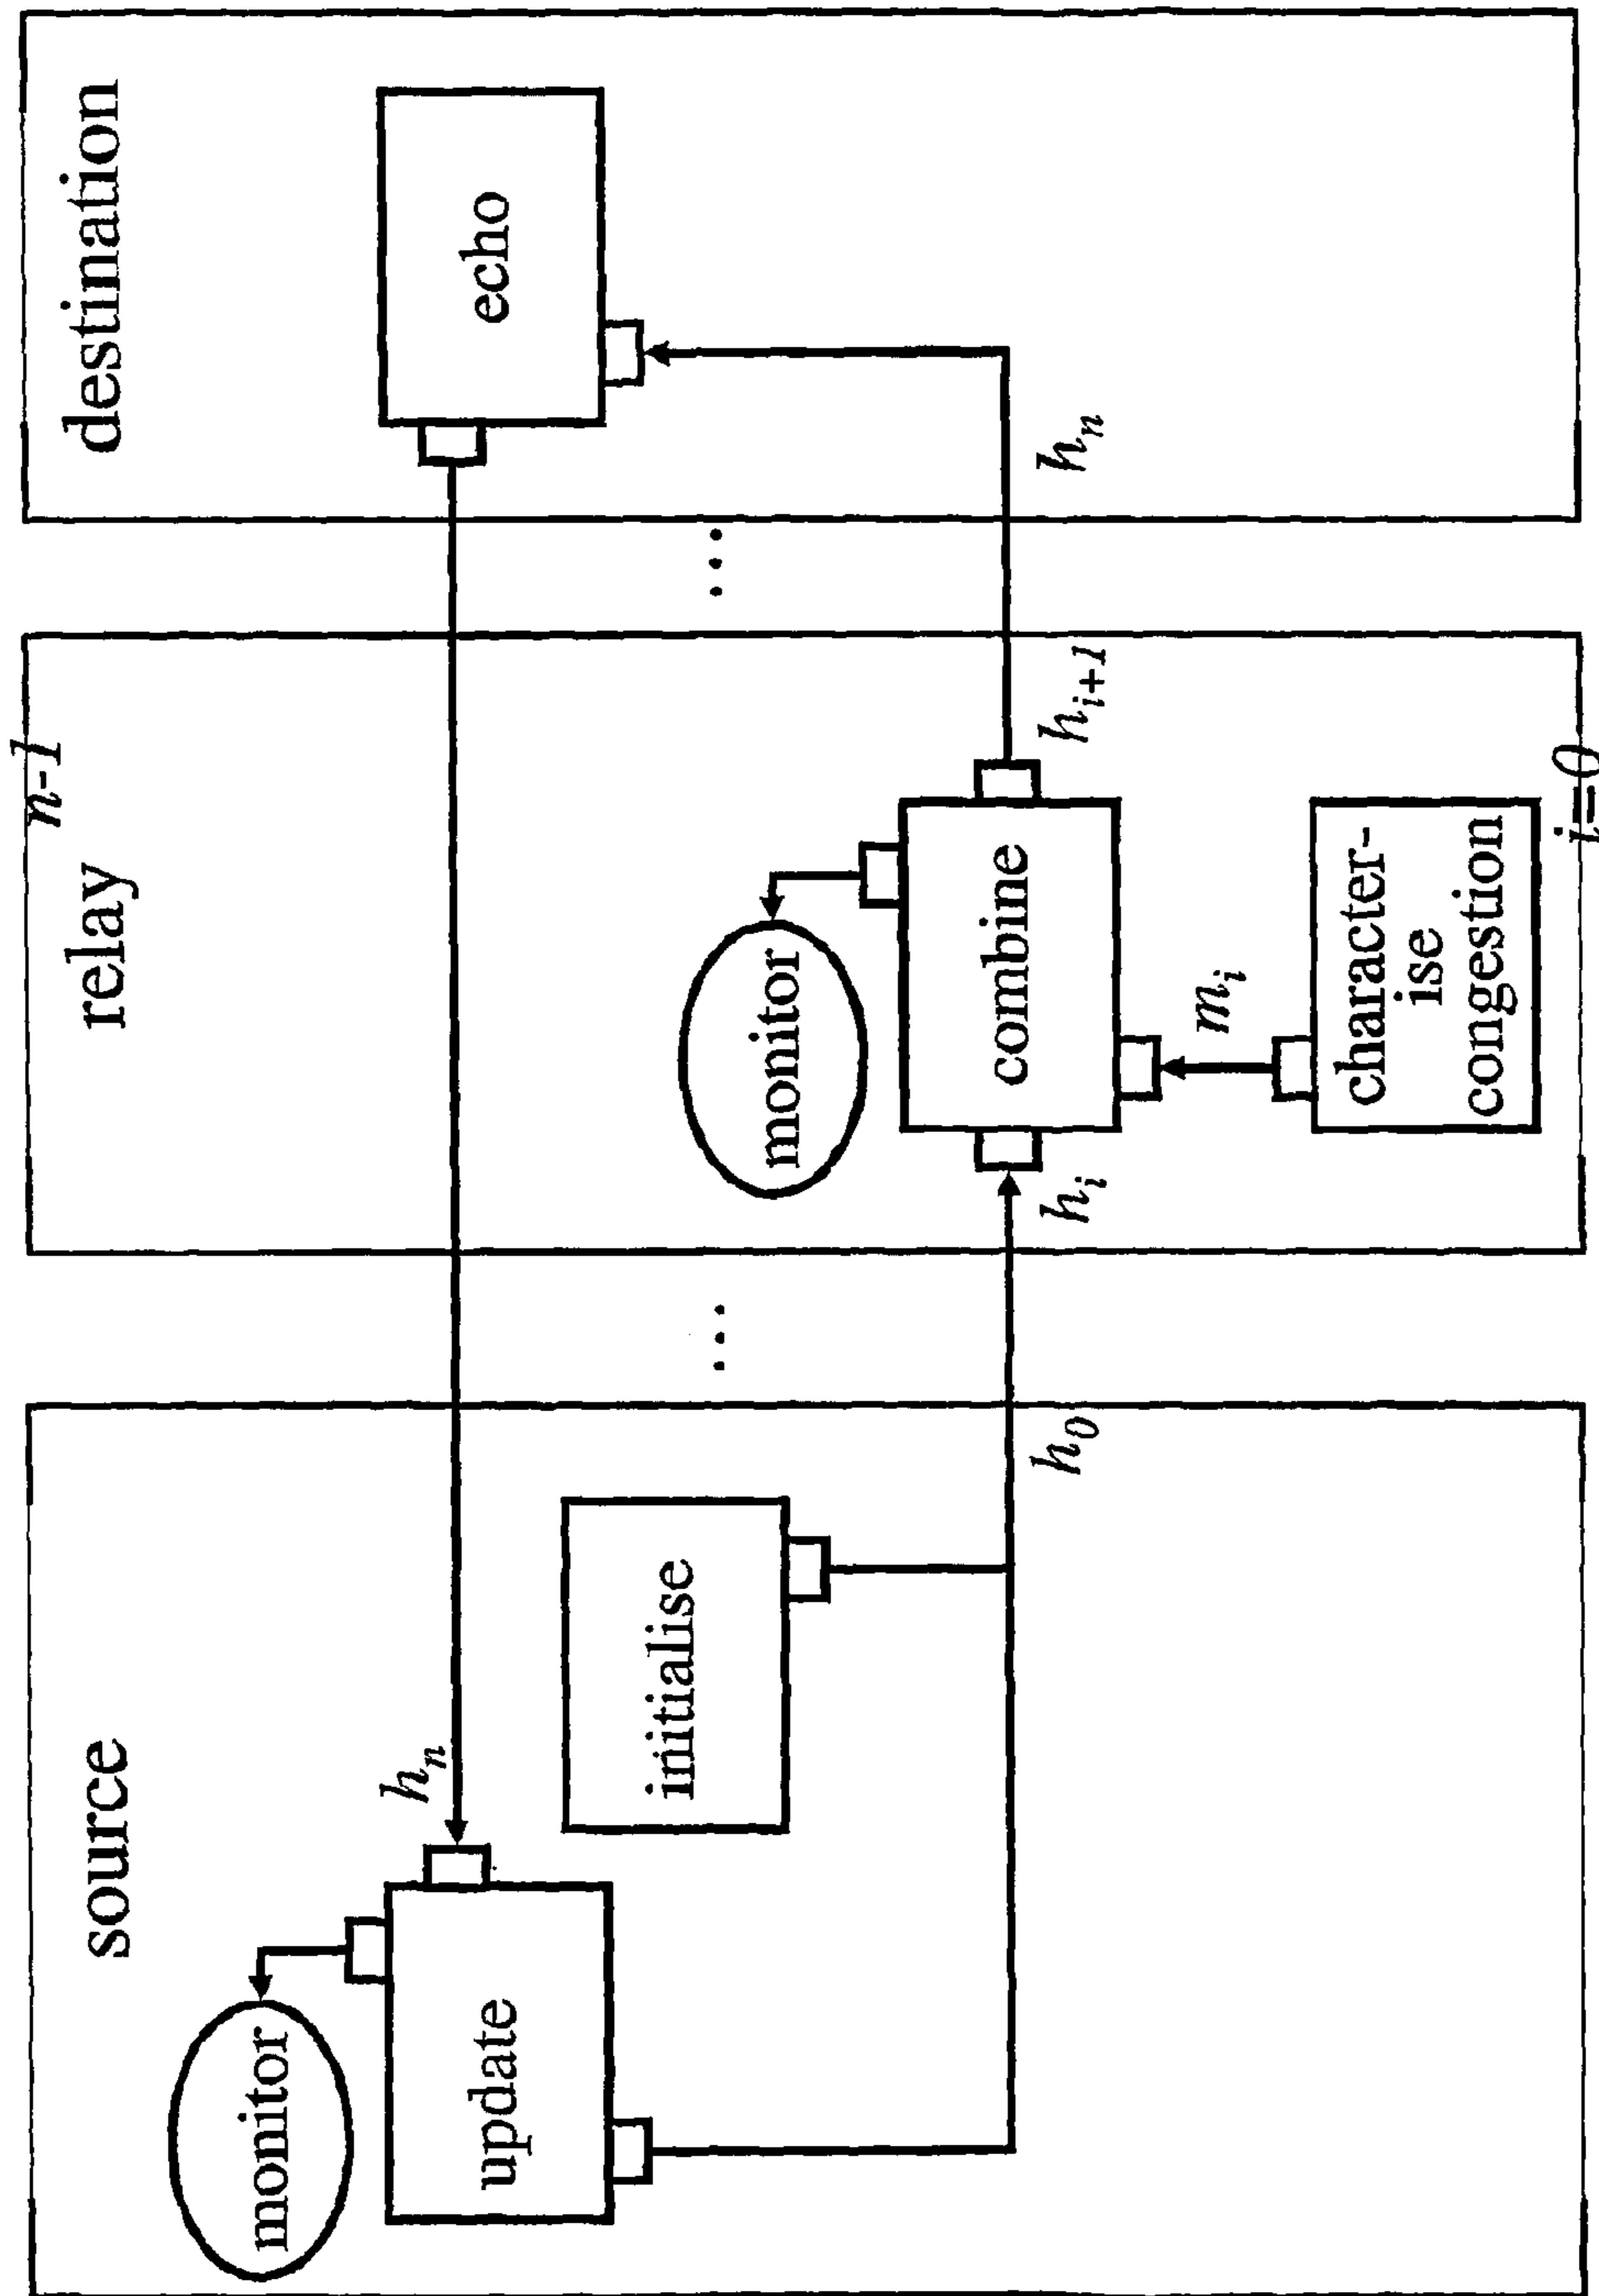 source
monitor
update
h_n
initialise
h_0
...
relay
n-1
monitor
combine
h_i
h_{i+1}
m_i
character-
ise
congestion
i=0
...
destination
echo
h_n